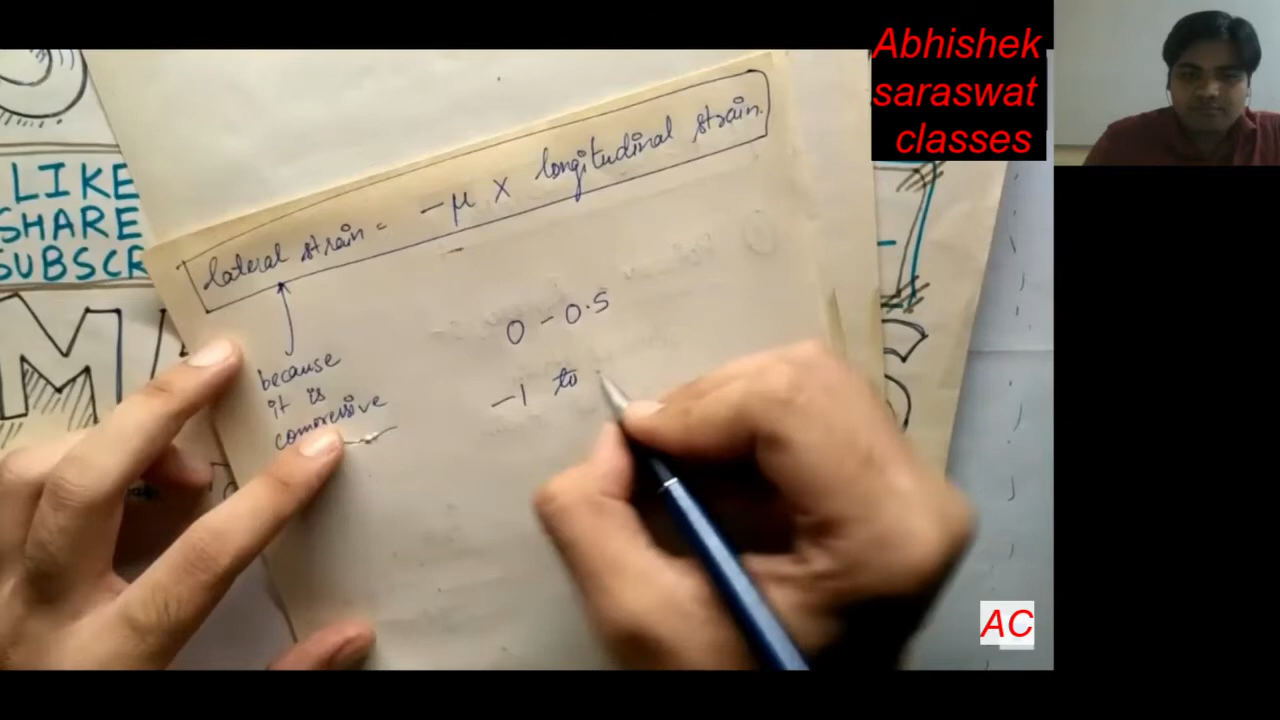 Abhishek
saraswat
classes
LIKE
SHARE
SUBSCR
lateral strain = -μ x longitudinal strain.
0 - 0.5
-1 to
because
it is
compressive
AC